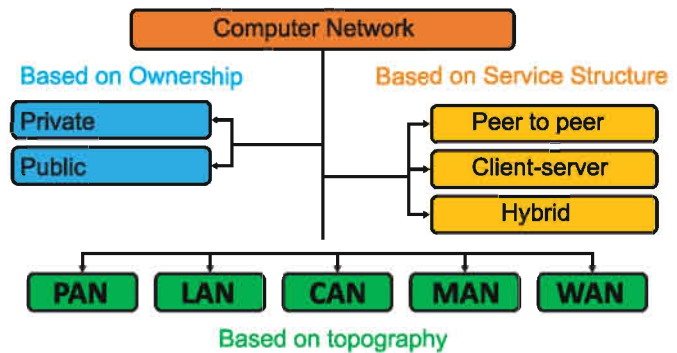 Computer Network
Based on Ownership
Based on Service Structure
Private
Public
Peer to peer
Client-server
Hybrid
PAN
LAN
CAN
MAN
WAN
Based on topography